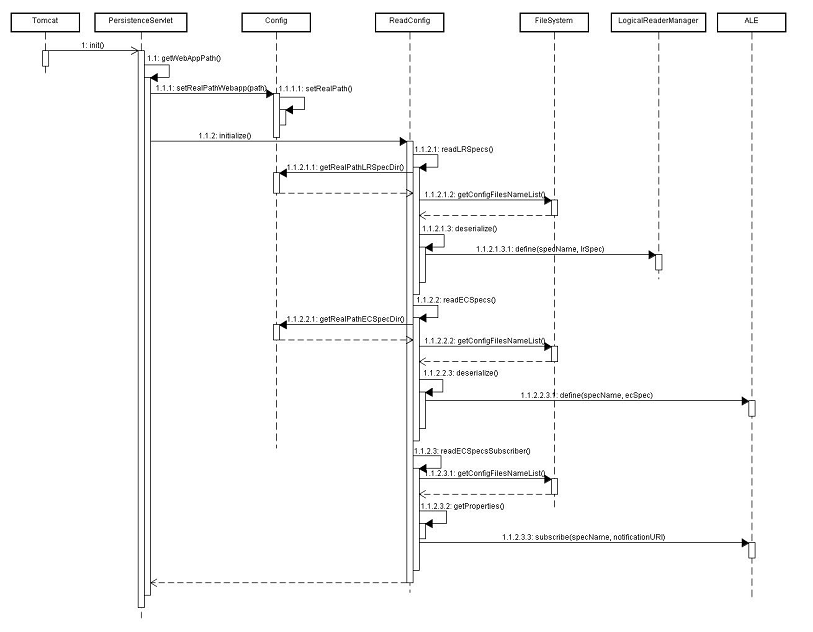 Tomcat
PersistenceServlet
Config
ReadConfig
FileSystem
LogicalReaderManager
ALE
1: init()
1.1: getWebAppPath()
1.1.1: setRealPathWebapp(path)
1.1.1.1: setRealPath()
1.1.2: initialize()
1.1.2.1: readLRSpecs()
1.1.2.1.1: getRealPathLRSpecDir()
1.1.2.1.2: getConfigFilesNameList()
1.1.2.1.3: deserialize()
1.1.2.1.3.1: define(specName, lrSpec)
1.1.2.2: readECSpecs()
1.1.2.2.1: getRealPathECSpecDir()
1.1.2.2.2: getConfigFilesNameList()
1.1.2.2.3: deserialize()
1.1.2.2.3.1: define(specName, ecSpec)
1.1.2.3: readECSpecsSubscriber()
1.1.2.3.1: getConfigFilesNameList()
1.1.2.3.2: getProperties()
1.1.2.3.3: subscribe(specName, notificationURI)